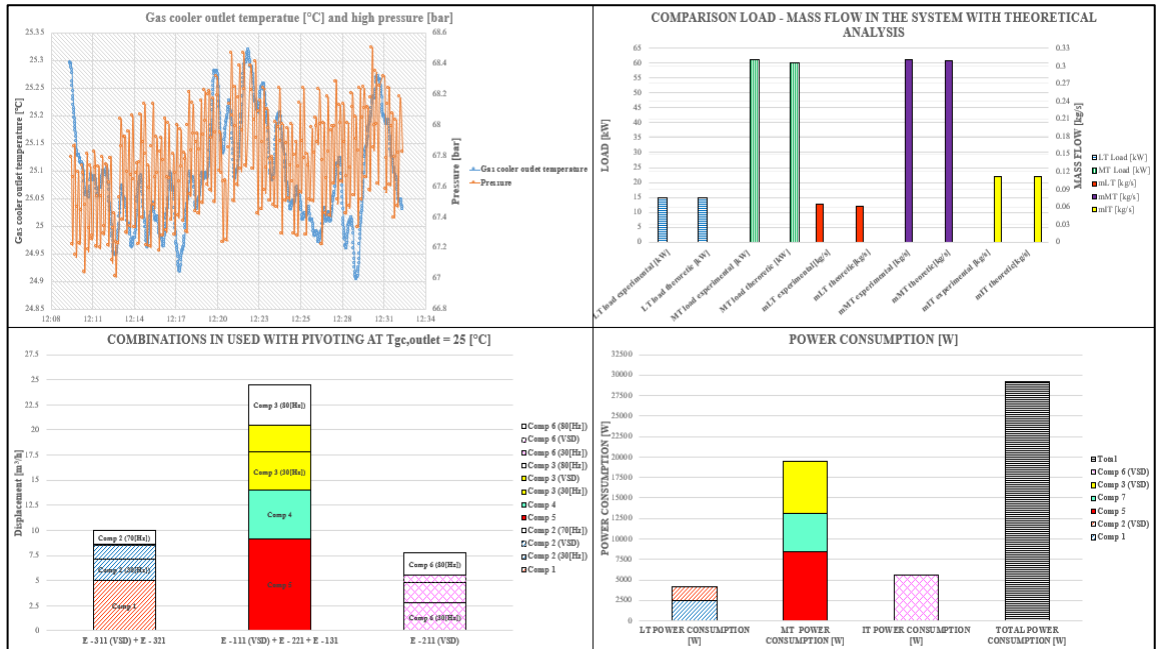 Gas cooler outlet temperatue [°C] and high pressure [bar]
Gas cooler outlet temperature [°C]
25.35
25.3
25.25
25.2
25.15
25.1
25.05
25
24.95
24.9
24.85
12:08
12:11
12:13
12:17
12:20
12:23
12:26
12:28
12:31
12:34
68.6
68.4
68.2
68
67.8
67.6
67.4
67.2
67
66.8
66.6
Pressure [bar]
Gas cooler outlet temperature
Pressure
COMPARISON LOAD - MASS FLOW IN THE SYSTEM WITH THEORETICAL
ANALYSIS
LOAD [kW]
65
60
55
50
45
40
35
30
25
20
15
10
5
0
0.33
0.3
0.27
0.24
0.21
0.18
0.15
0.12
0.09
0.06
0.03
0
MASS FLOW [kg/s]
LT load experimental [kW]
LT load theroretic [kW]
MT load experimental [kW]
MT load theroretic [kW]
mLT experimental[kg/s]
mLT theoretic[kg/s]
mMT experimental [kg/s]
mMT theoretic[kg/s]
mIT experimental [kg/s]
mIT theoretic[kg/s]
LT Load [kW]
MT Load [kW]
mLT [kg/s]
mMT [kg/s]
mIT [kg/s]
COMBINATIONS IN USED WITH PIVOTING AT Tgc,outlet = 25 [°C]
Displacement [m³/h]
27.5
25
22.5
20
17.5
15
12.5
10
7.5
5
2.5
0
Comp 2 (70[Hz])
Comp 2 (30[Hz])
Comp 1
Comp 3 (80[Hz])
Comp 3 (30[Hz])
Comp 4
Comp 6 (80[Hz])
E - 311 (VSD) + E - 321
E - 111 (VSD) + E - 221 + E - 131
E - 211 (VSD)
Comp 6 (80[Hz])
Comp 6 (VSD)
Comp 6 (30[Hz])
Comp 3 (80[Hz])
Comp 3 (VSD)
Comp 3 (30[Hz])
Comp 4
Comp 5
Comp 2 (70[Hz])
Comp 2 (VSD)
Comp 2 (30[Hz])
Comp 1
POWER CONSUMPTION [W]
POWER CONSUMPTION [W]
32500
30000
27500
25000
22500
20000
17500
15000
12500
10000
7500
5000
2500
0
LT POWER CONSUMPTION
[W]
MT POWER
CONSUMPTION [W]
IT POWER CONSUMPTION
[W]
TOTAL POWER
CONSUMPTION [W]
Comp 6 (VSD)
Comp 3 (VSD)
Comp 7
Comp 5
Comp 2 (VSD)
Comp 1